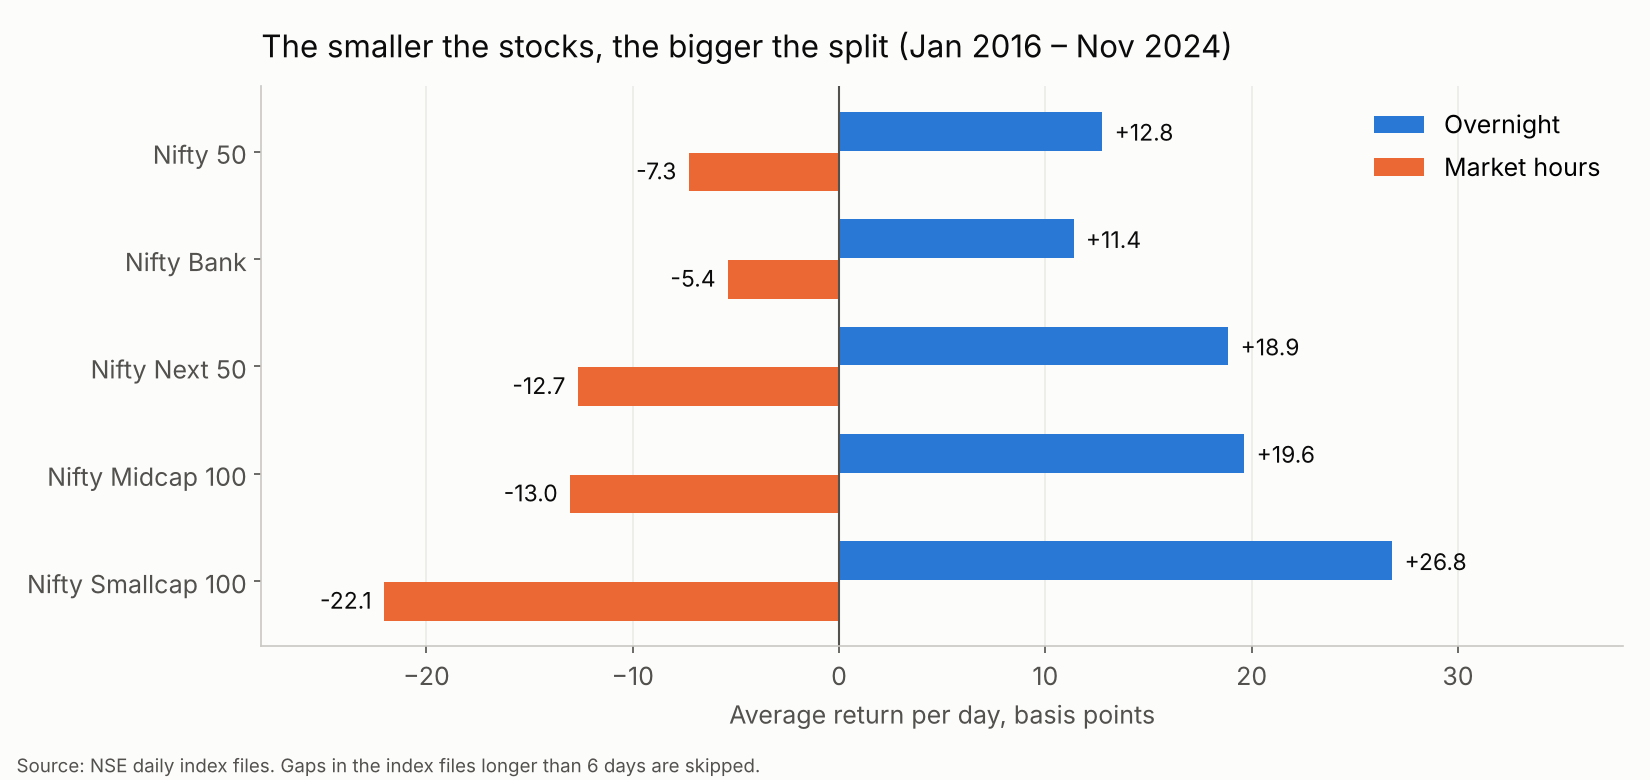 The smaller the stocks, the bigger the split (Jan 2016 – Nov 2024)
Overnight
Market hours
Nifty 50
+12.8
-7.3
Nifty Bank
+11.4
-5.4
Nifty Next 50
+18.9
-12.7
Nifty Midcap 100
+19.6
-13.0
Nifty Smallcap 100
+26.8
-22.1
−20 −10 0 10 20 30
Average return per day, basis points
Source: NSE daily index files. Gaps in the index files longer than 6 days are skipped.